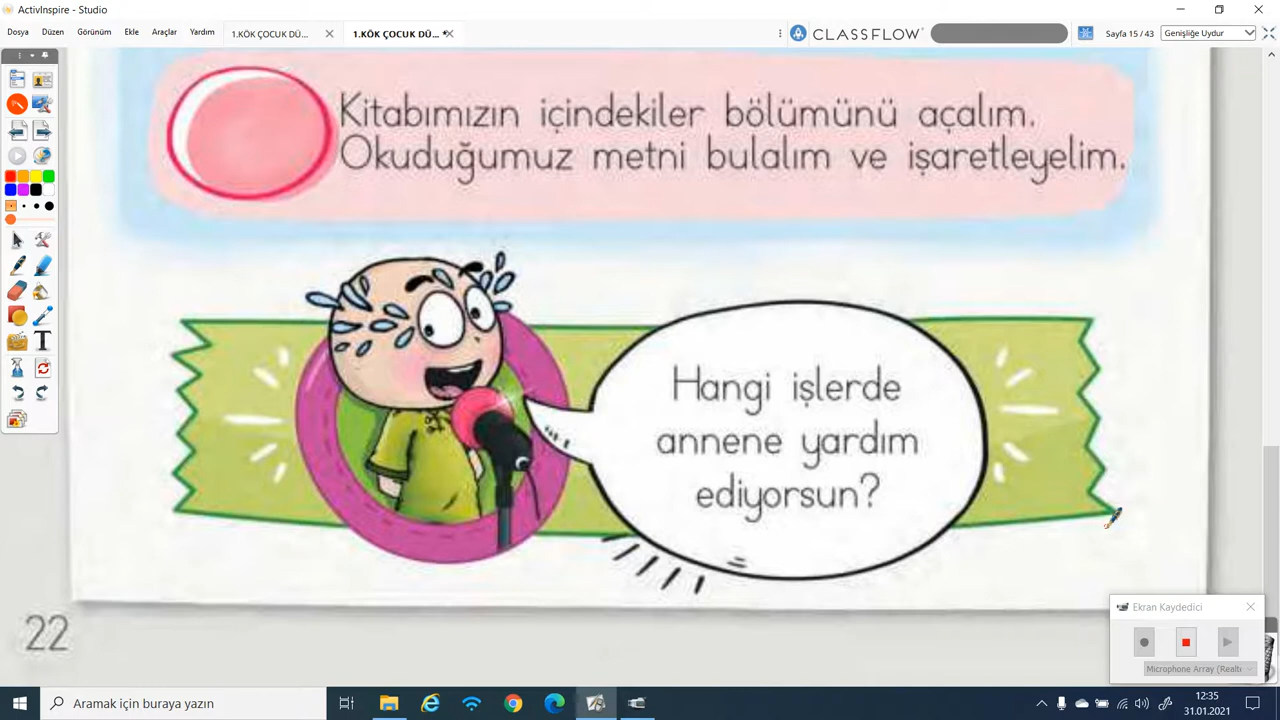 ActivInspire - Studio
Dosya Düzen Görünüm Ekle Araçlar Yardım
1.KÖK ÇOCUK DÜ...
1.KÖK ÇOCUK DÜ... *
CLASSFLOW
Sayfa 15 / 43
Genişliğe Uydur
Kitabımızın içindekiler bölümünü açalım.
Okuduğumuz metni bulalım ve işaretleyelim.
Hangi işlerde
annene yardım
ediyorsun?
22
Ekran Kaydedici
Microphone Array (Realte
Aramak için buraya yazın
12:35
31.01.2021